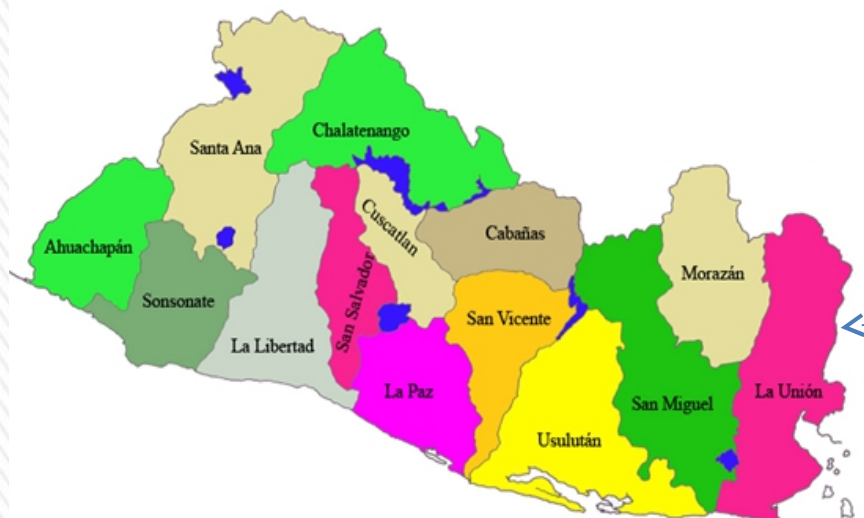 Santa Ana
Chalatenango
Ahuachapán
Sonsonate
La Libertad
San Salvador
Cuscatlan
Cabañas
San Vicente
La Paz
Usulután
San Miguel
Morazán
La Unión